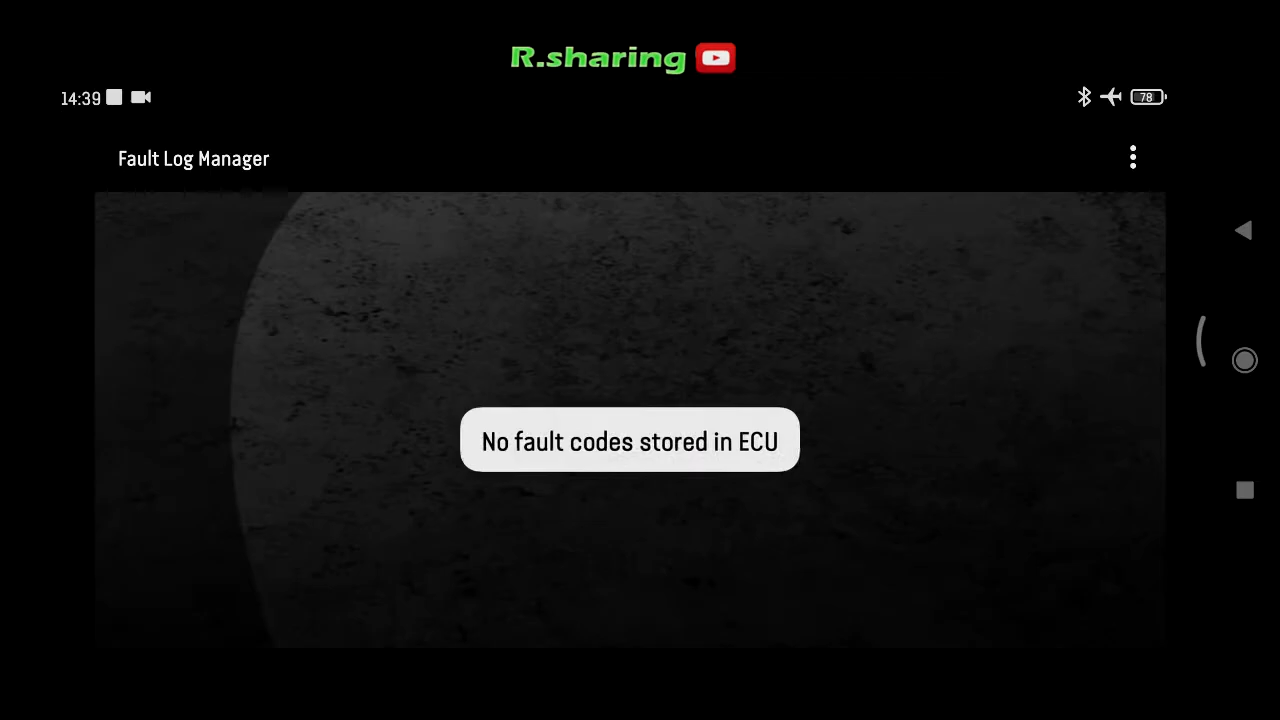 R.sharing
14:39
78
Fault Log Manager
No fault codes stored in ECU